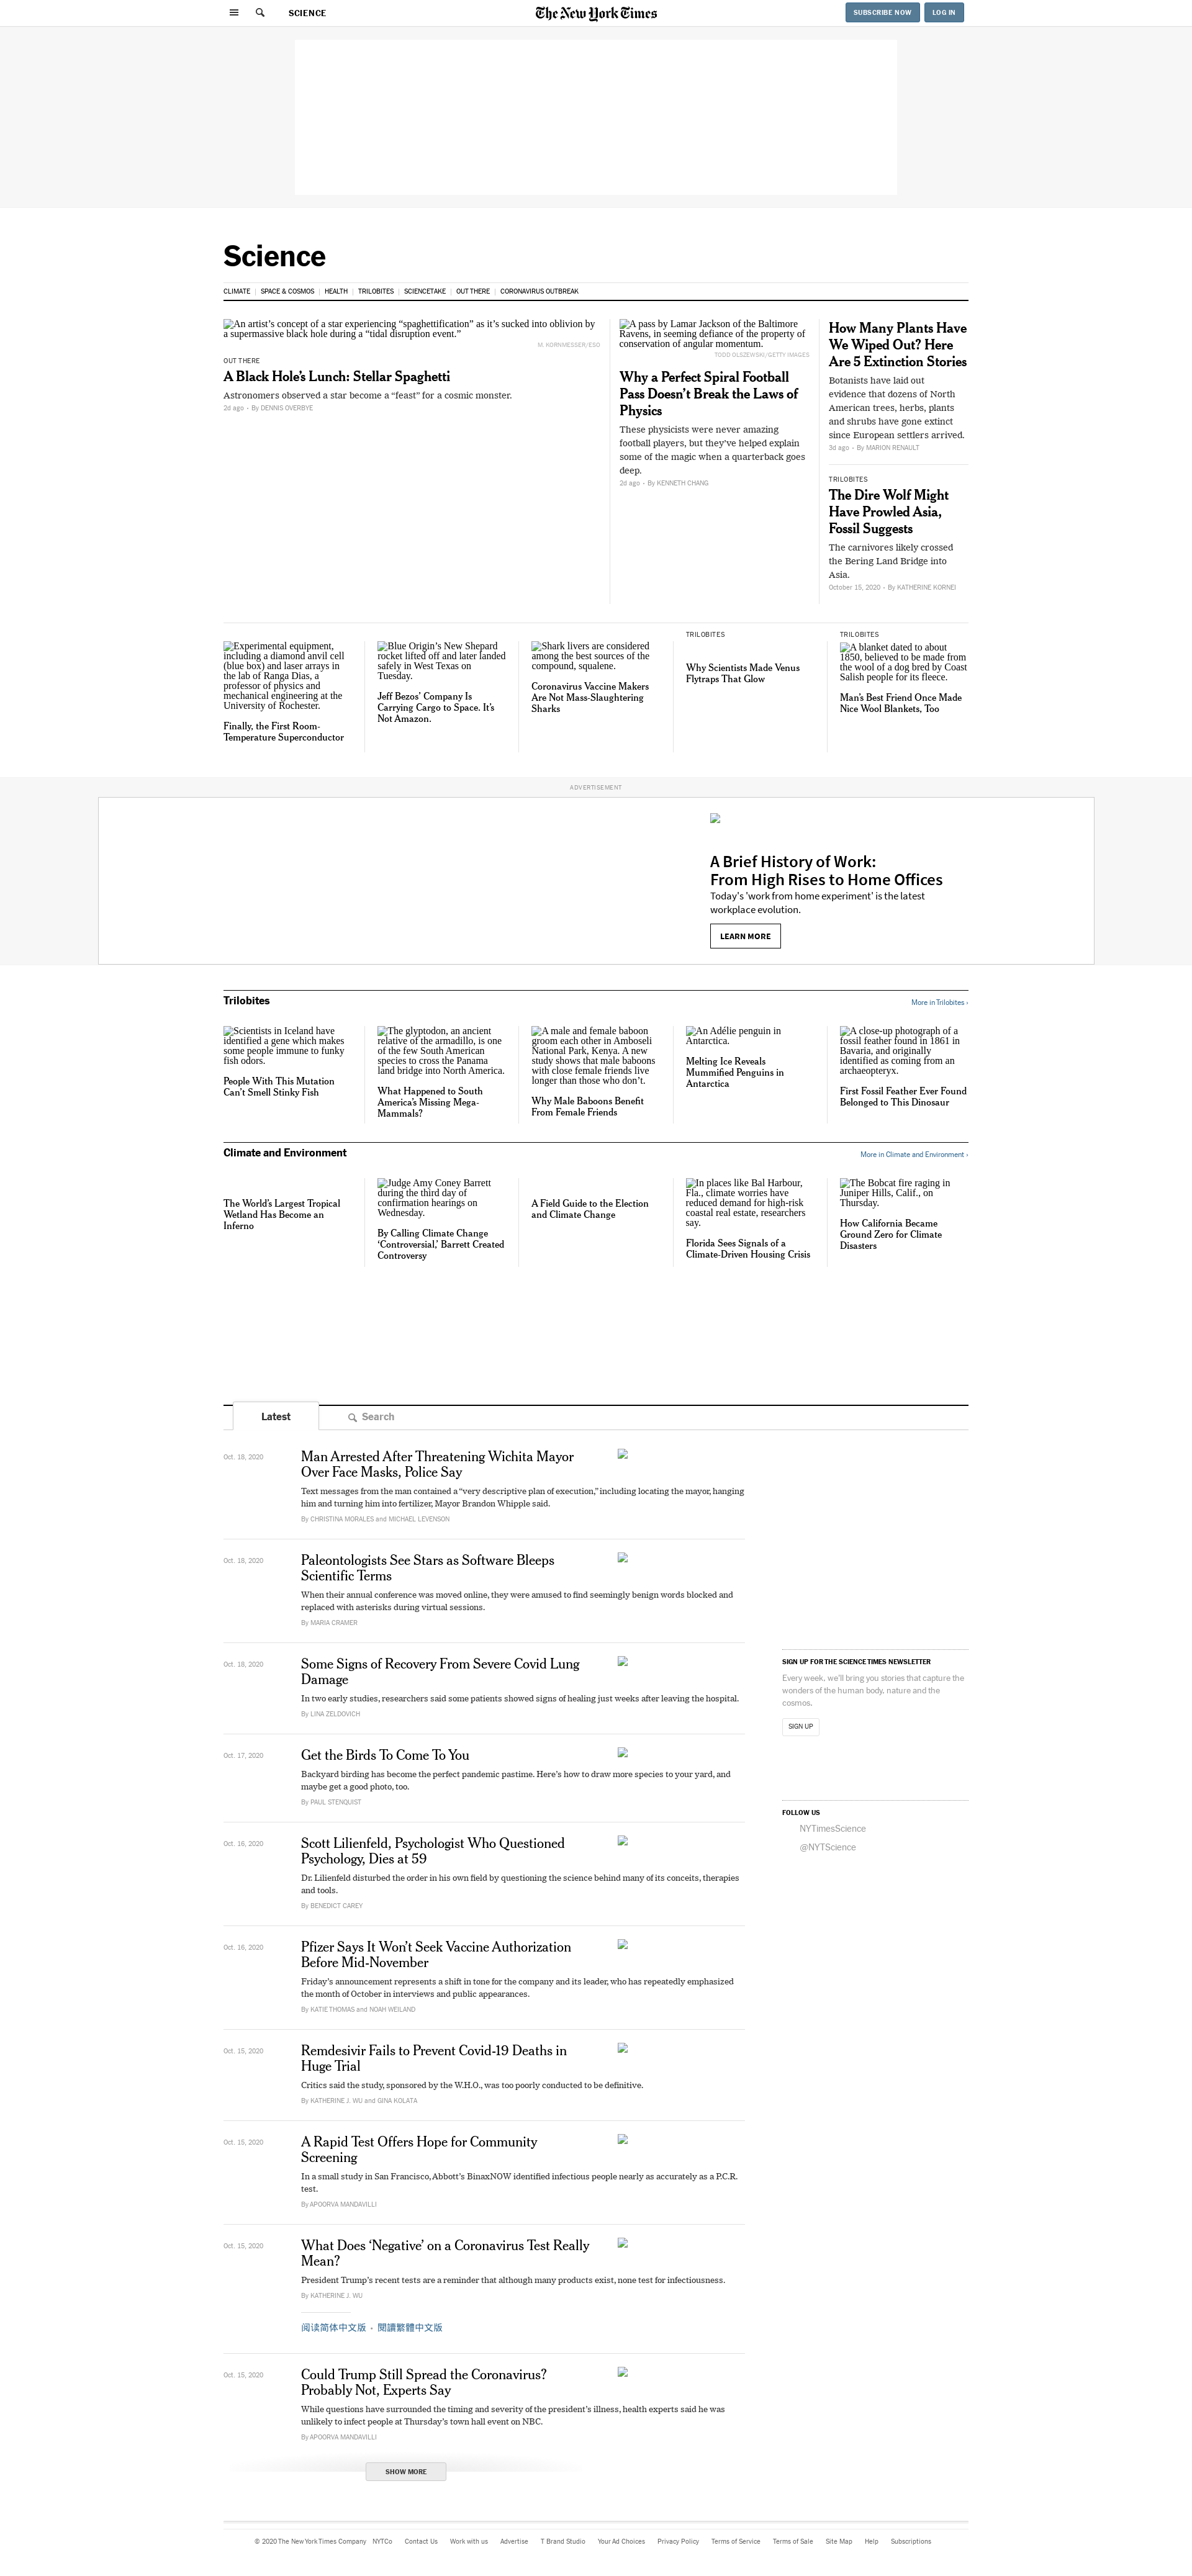 SCIENCE
The New York Times
SUBSCRIBE NOW
LOG IN
Science
CLIMATE | SPACE & COSMOS | HEALTH | TRILOBITES | SCIENCETAKE | OUT THERE | CORONAVIRUS OUTBREAK
An artist’s concept of a star experiencing “spaghettification” as it’s sucked into oblivion by
a supermassive black hole during a “tidal disruption event.”
M. KORNMESSER/ESO
OUT THERE
A Black Hole’s Lunch: Stellar Spaghetti
Astronomers observed a star become a “feast” for a cosmic monster.
2d ago - By DENNIS OVERBYE
A pass by Lamar Jackson of the Baltimore
Ravens, in seeming defiance of the property of
conservation of angular momentum.
TODD OLSZEWSKI/GETTY IMAGES
Why a Perfect Spiral Football
Pass Doesn’t Break the Laws of
Physics
These physicists were never amazing
football players, but they’ve helped explain
some of the magic when a quarterback goes
deep.
2d ago - By KENNETH CHANG
How Many Plants Have
We Wiped Out? Here
Are 5 Extinction Stories
Botanists have laid out
evidence that dozens of North
American trees, herbs, plants
and shrubs have gone extinct
since European settlers arrived.
3d ago - By MARION RENAULT
TRILOBITES
The Dire Wolf Might
Have Prowled Asia,
Fossil Suggests
The carnivores likely crossed
the Bering Land Bridge into
Asia.
October 15, 2020 - By KATHERINE KORNEI
Experimental equipment,
including a diamond anvil cell
(blue box) and laser arrays in
the lab of Ranga Dias, a
professor of physics and
mechanical engineering at the
University of Rochester.
Finally, the First Room-
Temperature Superconductor
Blue Origin’s New Shepard
rocket lifted off and later landed
safely in West Texas on
Tuesday.
Jeff Bezos’ Company Is
Carrying Cargo to Space. It’s
Not Amazon.
Shark livers are considered
among the best sources of the
compound, squalene.
Coronavirus Vaccine Makers
Are Not Mass-Slaughtering
Sharks
TRILOBITES
Why Scientists Made Venus
Flytraps That Glow
TRILOBITES
A blanket dated to about
1850, believed to be made from
the wool of a dog bred by Coast
Salish people for its fleece.
Man’s Best Friend Once Made
Nice Wool Blankets, Too
ADVERTISEMENT
A Brief History of Work:
From High Rises to Home Offices
Today’s ‘work from home experiment’ is the latest
workplace evolution.
LEARN MORE
Trilobites
More in Trilobites ›
Scientists in Iceland have
identified a gene which makes
some people immune to funky
fish odors.
People With This Mutation
Can’t Smell Stinky Fish
The glyptodon, an ancient
relative of the armadillo, is one
of the few South American
species to cross the Panama
land bridge into North America.
What Happened to South
America’s Missing Mega-
Mammals?
A male and female baboon
groom each other in Amboseli
National Park, Kenya. A new
study shows that male baboons
with close female friends live
longer than those who don’t.
Why Male Baboons Benefit
From Female Friends
An Adélie penguin in
Antarctica.
Melting Ice Reveals
Mummified Penguins in
Antarctica
A close-up photograph of a
fossil feather found in 1861 in
Bavaria, and originally
identified as coming from an
archaeopteryx.
First Fossil Feather Ever Found
Belonged to This Dinosaur
Climate and Environment
More in Climate and Environment ›
The World’s Largest Tropical
Wetland Has Become an
Inferno
Judge Amy Coney Barrett
during the third day of
confirmation hearings on
Wednesday.
By Calling Climate Change
‘Controversial,’ Barrett Created
Controversy
A Field Guide to the Election
and Climate Change
In places like Bal Harbour,
Fla., climate worries have
reduced demand for high-risk
coastal real estate, researchers
say.
Florida Sees Signals of a
Climate-Driven Housing Crisis
The Bobcat fire raging in
Juniper Hills, Calif., on
Thursday.
How California Became
Ground Zero for Climate
Disasters
Latest
Search
Oct. 18, 2020
Man Arrested After Threatening Wichita Mayor
Over Face Masks, Police Say
Text messages from the man contained a “very descriptive plan of execution,” including locating the mayor, hanging
him and turning him into fertilizer, Mayor Brandon Whipple said.
By CHRISTINA MORALES and MICHAEL LEVENSON
Oct. 18, 2020
Paleontologists See Stars as Software Bleeps
Scientific Terms
When their annual conference was moved online, they were amused to find seemingly benign words blocked and
replaced with asterisks during virtual sessions.
By MARIA CRAMER
Oct. 18, 2020
Some Signs of Recovery From Severe Covid Lung
Damage
In two early studies, researchers said some patients showed signs of healing just weeks after leaving the hospital.
By LINA ZELDOVICH
Oct. 17, 2020
Get the Birds To Come To You
Backyard birding has become the perfect pandemic pastime. Here’s how to draw more species to your yard, and
maybe get a good photo, too.
By PAUL STENQUIST
Oct. 16, 2020
Scott Lilienfeld, Psychologist Who Questioned
Psychology, Dies at 59
Dr. Lilienfeld disturbed the order in his own field by questioning the science behind many of its conceits, therapies
and tools.
By BENEDICT CAREY
Oct. 16, 2020
Pfizer Says It Won’t Seek Vaccine Authorization
Before Mid-November
Friday’s announcement represents a shift in tone for the company and its leader, who has repeatedly emphasized
the month of October in interviews and public appearances.
By KATIE THOMAS and NOAH WEILAND
Oct. 15, 2020
Remdesivir Fails to Prevent Covid-19 Deaths in
Huge Trial
Critics said the study, sponsored by the W.H.O., was too poorly conducted to be definitive.
By KATHERINE J. WU and GINA KOLATA
Oct. 15, 2020
A Rapid Test Offers Hope for Community
Screening
In a small study in San Francisco, Abbott’s BinaxNOW identified infectious people nearly as accurately as a P.C.R.
test.
By APOORVA MANDAVILLI
Oct. 15, 2020
What Does ‘Negative’ on a Coronavirus Test Really
Mean?
President Trump’s recent tests are a reminder that although many products exist, none test for infectiousness.
By KATHERINE J. WU
阅读简体中文版 - 閱讀繁體中文版
Oct. 15, 2020
Could Trump Still Spread the Coronavirus?
Probably Not, Experts Say
While questions have surrounded the timing and severity of the president’s illness, health experts said he was
unlikely to infect people at Thursday’s town hall event on NBC.
By APOORVA MANDAVILLI
SHOW MORE
SIGN UP FOR THE SCIENCE TIMES NEWSLETTER
Every week, we’ll bring you stories that capture the
wonders of the human body, nature and the
cosmos.
SIGN UP
FOLLOW US
NYTimesScience
@NYTScience
© 2020 The New York Times Company NYTCo Contact Us Work with us Advertise T Brand Studio Your Ad Choices Privacy Policy Terms of Service Terms of Sale Site Map Help Subscriptions